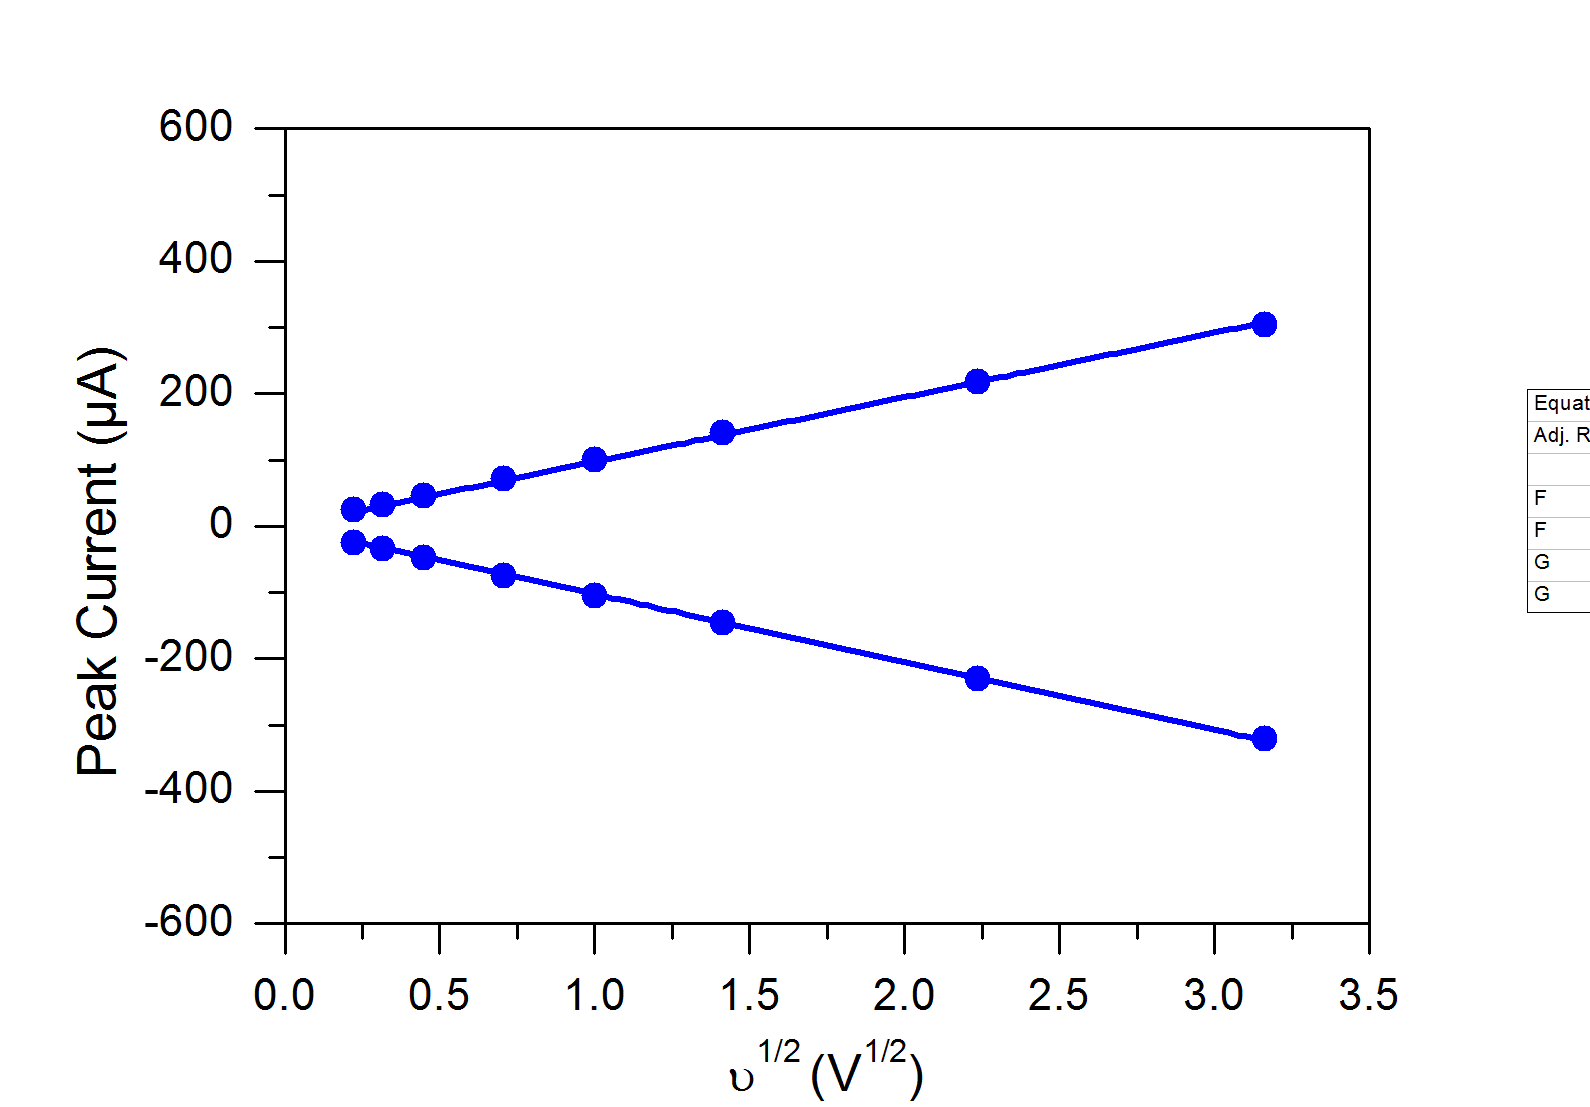 600
400
200
0
-200
-400
-600
Peak Current (µA)
0.0 0.5 1.0 1.5 2.0 2.5 3.0 3.5
υ1/2 (V1/2)
Equat
Adj. R
F
F
G
G